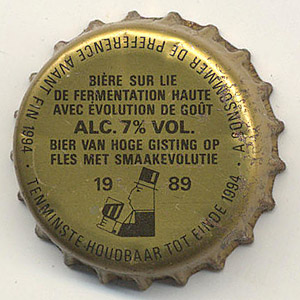 A CONSOMMER DE PREFERENCE AVANT FIN 1994
BIÈRE SUR LIE
DE FERMENTATION HAUTE
AVEC ÉVOLUTION DE GOÛT
ALC. 7% VOL.
BIER VAN HOGE GISTING OP
FLES MET SMAAKEVOLUTIE
19 89
TENMINSTE HOUDBAAR TOT EINDE 1994